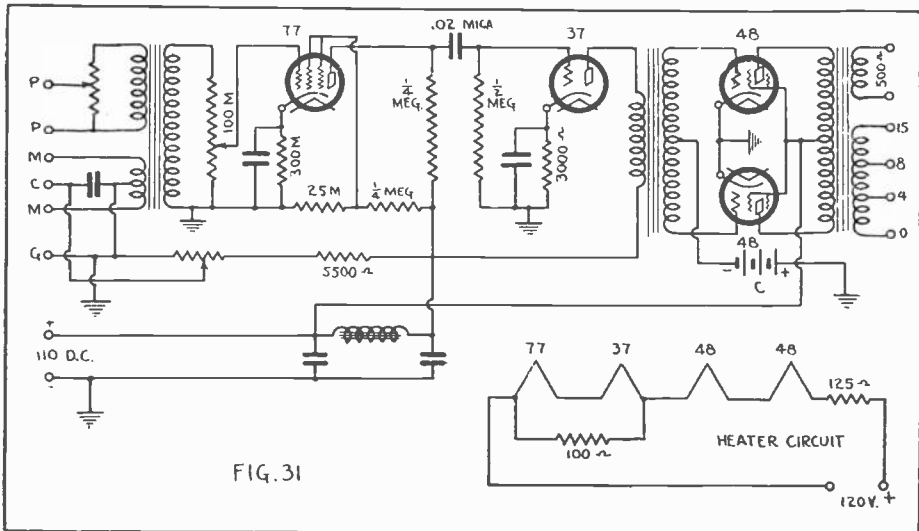 77
.02 MICA
37
48
P
P
M
C
M
G
100 M
300 M
25 M
1/4 MEG.
1/4 MEG.
1/2 MEG.
3000 Ω
500 Ω
15
8
4
0
48
- C +
5500 Ω
+
110 D.C.
-
77 37 48 48
125 Ω
100 Ω
HEATER CIRCUIT
120 V. +
FIG. 31